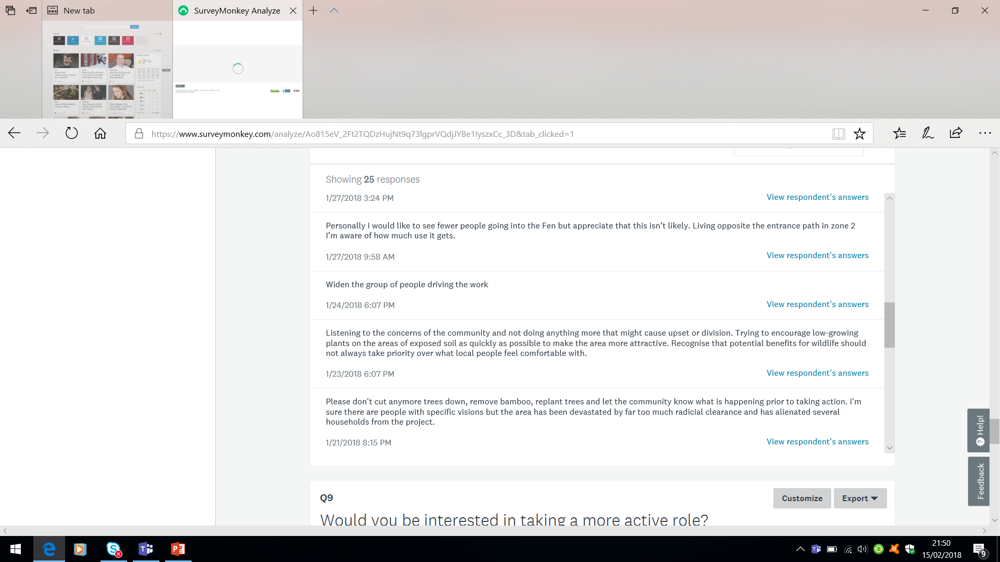 New tab
SurveyMonkey Analyze
https://www.surveymonkey.com/analyze/Ao815eV_2Ft2TQDzHujNt9q73lgprVQdjJYBe1IyszxCc_3D&tab_clicked=1
Showing 25 responses
1/27/2018 3:24 PM
View respondent's answers
Personally I would like to see fewer people going into the Fen but appreciate that this isn’t likely. Living opposite the entrance path in zone 2
I’m aware of how much use it gets.
1/27/2018 9:58 AM
View respondent's answers
Widen the group of people driving the work
1/24/2018 6:07 PM
View respondent's answers
Listening to the concerns of the community and not doing anything more that might cause upset or division. Trying to encourage low-growing
plants on the areas of exposed soil as quickly as possible to make the area more attractive. Recognise that potential benefits for wildlife should
not always take priority over what local people feel comfortable with.
1/23/2018 6:07 PM
View respondent's answers
Please don't cut anymore trees down, remove bamboo, replant trees and let the community know what is happening prior to taking action. I'm
sure there are people with specific visions but the area has been devastated by far too much radicial clearance and has alienated several
households from the project.
1/21/2018 8:15 PM
View respondent's answers
Help!
Feedback
Q9
Customize
Export
Would you be interested in taking a more active role?
21:50
15/02/2018
9